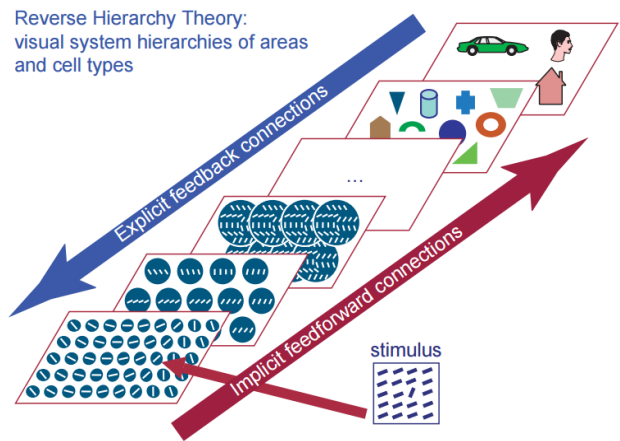 Reverse Hierarchy Theory:
visual system hierarchies of areas
and cell types
Explicit feedback connections
...
Implicit feedforward connections
stimulus